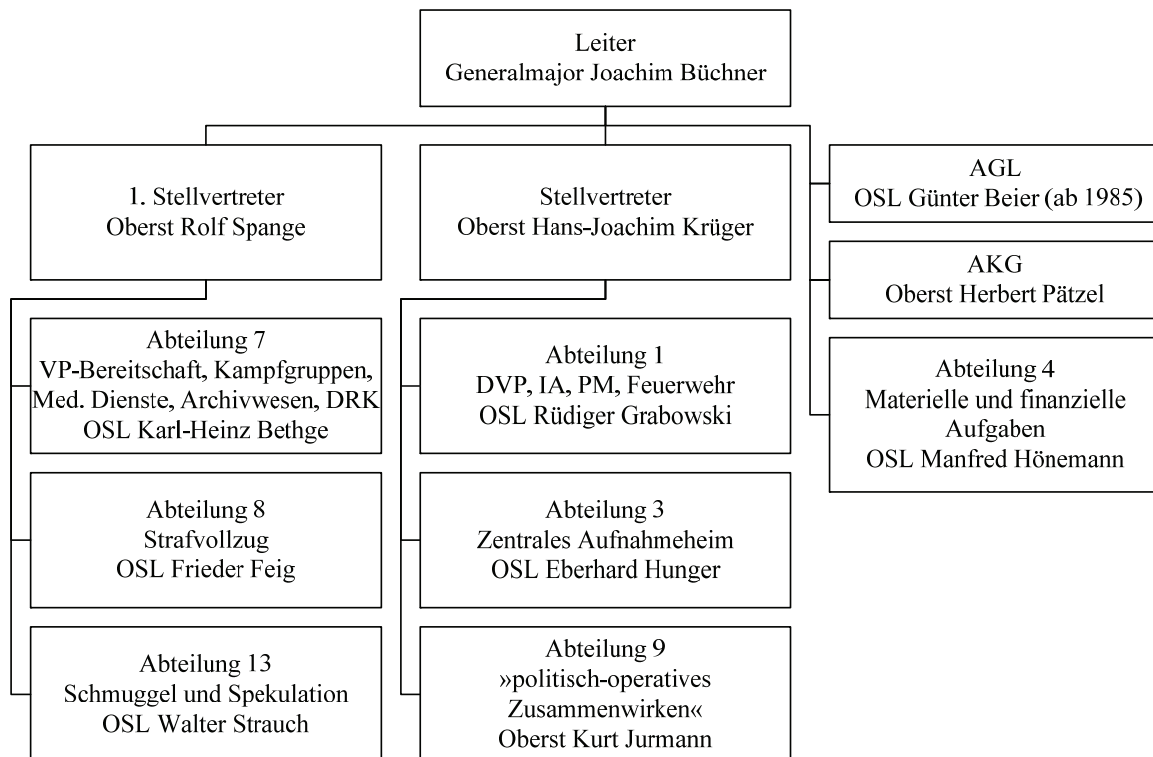 Leiter
Generalmajor Joachim Büchner
1. Stellvertreter
Oberst Rolf Spange
Stellvertreter
Oberst Hans-Joachim Krüger
AGL
OSL Günter Beier (ab 1985)
AKG
Oberst Herbert Pätzel
Abteilung 4
Materielle und finanzielle
Aufgaben
OSL Manfred Hönemann
Abteilung 7
VP-Bereitschaft, Kampfgruppen,
Med. Dienste, Archivwesen, DRK
OSL Karl-Heinz Bethge
Abteilung 8
Strafvollzug
OSL Frieder Feig
Abteilung 13
Schmuggel und Spekulation
OSL Walter Strauch
Abteilung 1
DVP, IA, PM, Feuerwehr
OSL Rüdiger Grabowski
Abteilung 3
Zentrales Aufnahmeheim
OSL Eberhard Hunger
Abteilung 9
»politisch-operatives
Zusammenwirken«
Oberst Kurt Jurmann